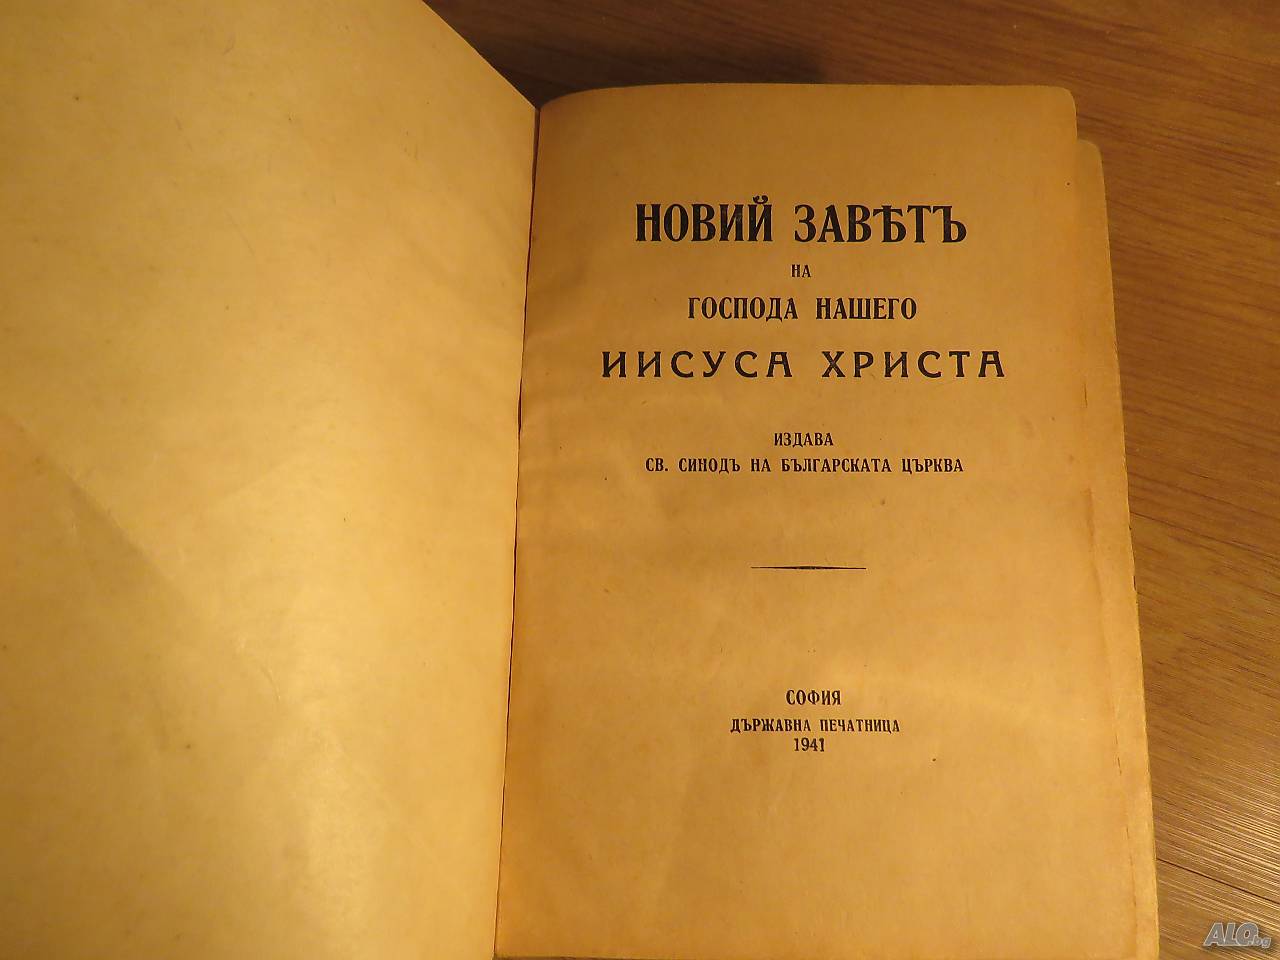 НОВИЙ ЗАВѢТЪ
НА
ГОСПОДА НАШЕГО
ИИСУСА ХРИСТА
ИЗДАВА
СВ. СИНОДЪ НА БЪЛГАРСКАТА ЦЪРКВА
СОФИЯ
ДЪРЖАВНА ПЕЧАТНИЦА
1941
ALO.bg